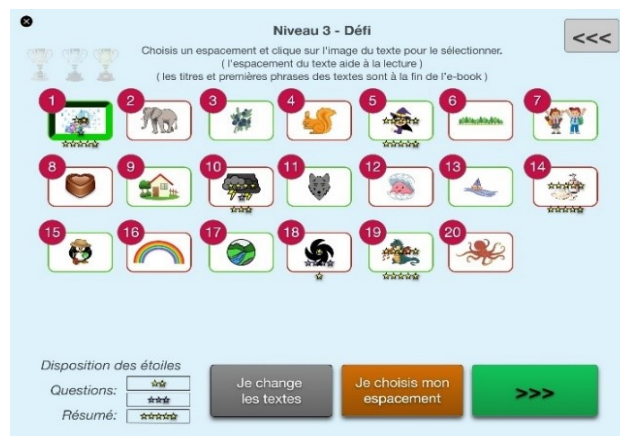 Niveau 3 - Défi
<<<
Choisis un espacement et clique sur l'image du texte pour le sélectionner.
( l'espacement du texte aide à la lecture )
( les titres et premières phrases des textes sont à la fin de l'e-book )
1 2 3 4 5 6 7
8 9 10 11 12 13 14
15 16 17 18 19 20
Disposition des étoiles
Questions:
Résumé:
Je change
les textes
Je choisis mon
espacement
>>>